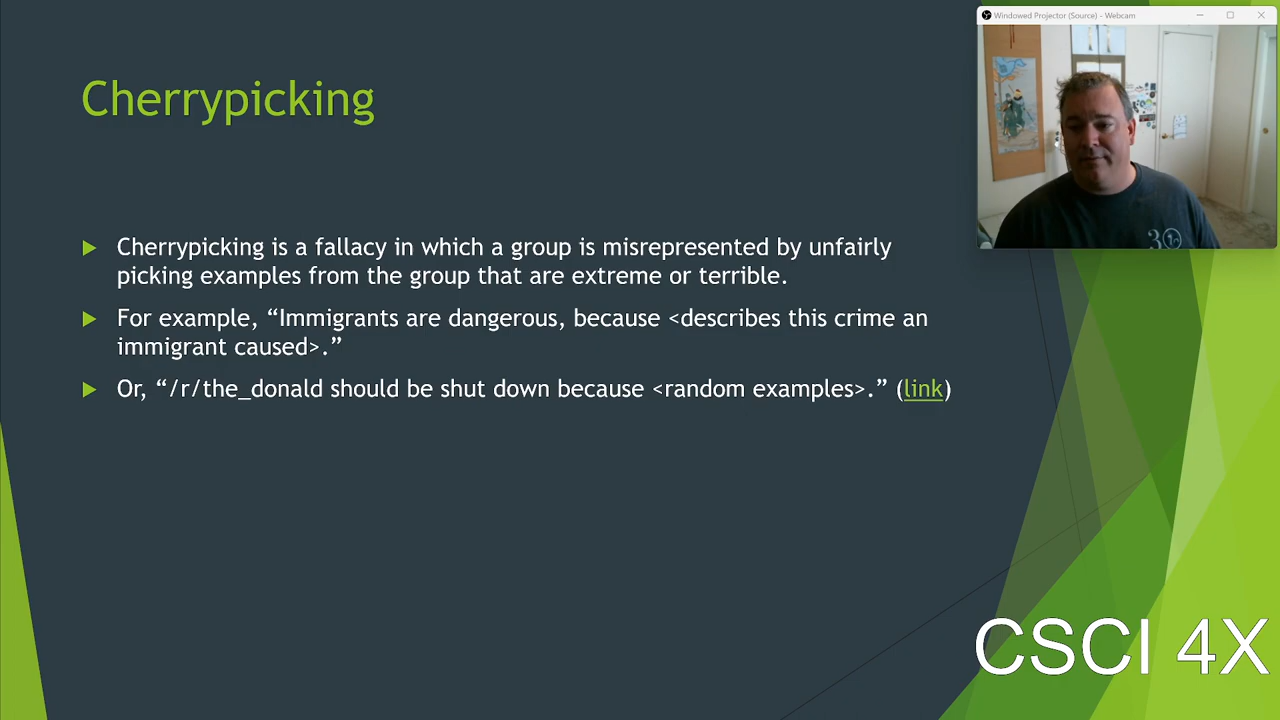 Windowed Projector (Source) - Webcam
Cherrypicking
Cherrypicking is a fallacy in which a group is misrepresented by unfairly
picking examples from the group that are extreme or terrible.
For example, “Immigrants are dangerous, because <describes this crime an
immigrant caused>.”
Or, “/r/the_donald should be shut down because <random examples>.” (link)
CSCI 4X